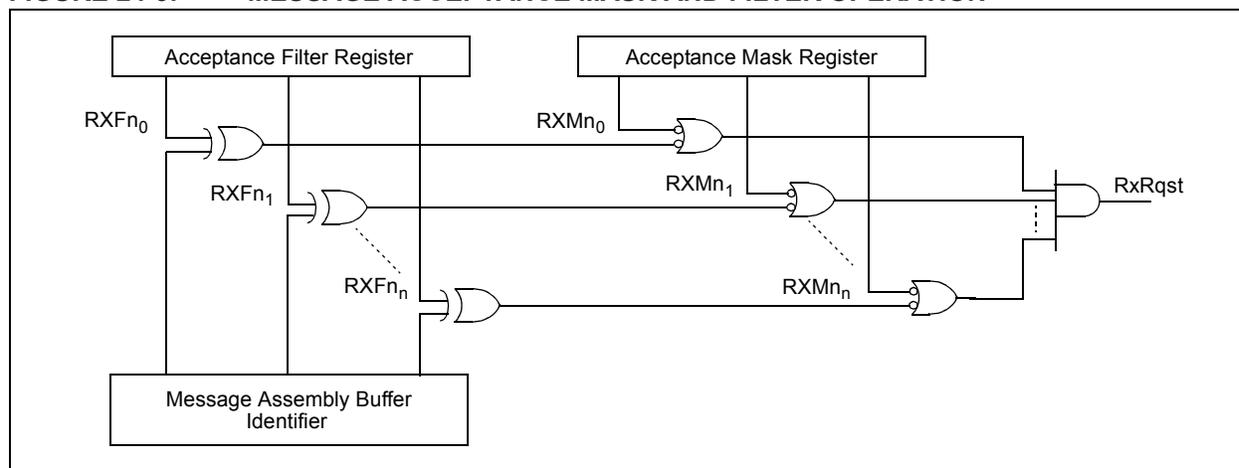 MESSAGE ACCEPTANCE MASK AND FILTER OPERATION
Acceptance Filter Register
Acceptance Mask Register
RXFn0
RXMn0
RXFn1
RXMn1
RxRqst
RXFnn
RXMnn
Message Assembly Buffer
Identifier